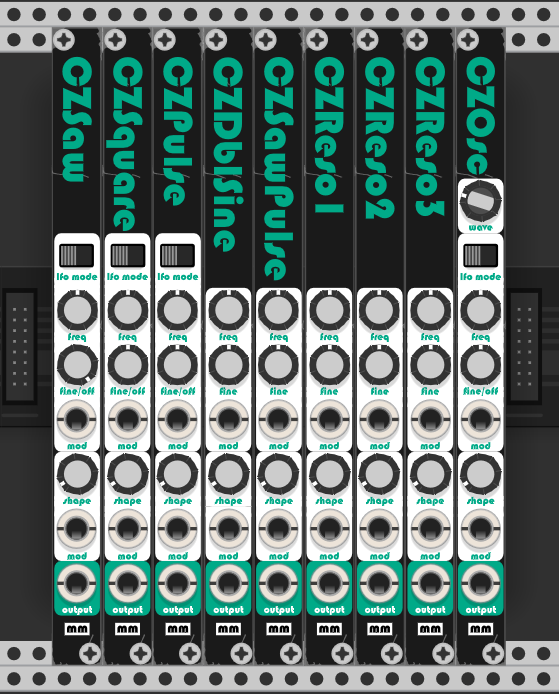 CZSaw
lfo mode
freq
fine/off
mod
shape
mod
output
mm
CZSquare
lfo mode
freq
fine/off
mod
shape
mod
output
mm
CZPulse
lfo mode
freq
fine/off
mod
shape
mod
output
mm
CZDblSine
freq
fine
mod
shape
mod
output
mm
CZSawPulse
freq
fine
mod
shape
mod
output
mm
CZReso1
freq
fine
mod
shape
mod
output
mm
CZReso2
freq
fine
mod
shape
mod
output
mm
CZReso3
freq
fine
mod
shape
mod
output
mm
CZOsc
wave
lfo mode
freq
fine/off
mod
shape
mod
output
mm